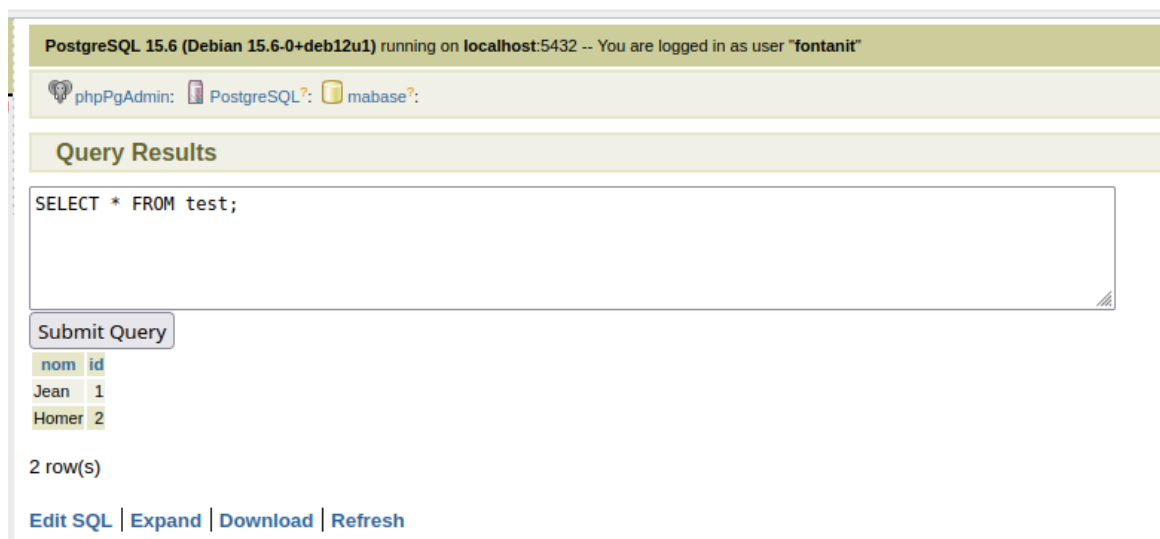 PostgreSQL 15.6 (Debian 15.6-0+deb12u1) running on localhost:5432 -- You are logged in as user "fontanit"
phpPgAdmin: PostgreSQL?: mabase?:
Query Results
SELECT * FROM test;
Submit Query
nom id
Jean 1
Homer 2
2 row(s)
Edit SQL | Expand | Download | Refresh